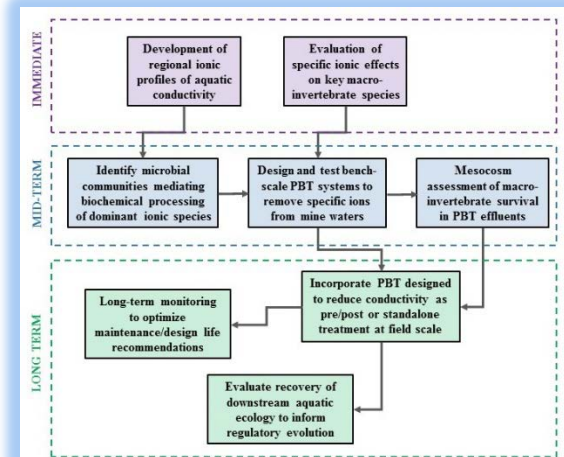 IMMEDIATE
Development of
regional ionic
profiles of aquatic
conductivity
Evaluation of
specific ionic effects
on key macro-
invertebrate species
MID-TERM
Identify microbial
communities mediating
biochemical processing
of dominant ionic species
Design and test bench-
scale PBT systems to
remove specific ions
from mine waters
Mesocosm
assessment of macro-
invertebrate survival
in PBT effluents
LONG TERM
Incorporate PBT designed
to reduce conductivity as
pre/post or standalone
treatment at field scale
Long-term monitoring
to optimize
maintenance/design life
recommendations
Evaluate recovery of
downstream aquatic
ecology to inform
regulatory evolution